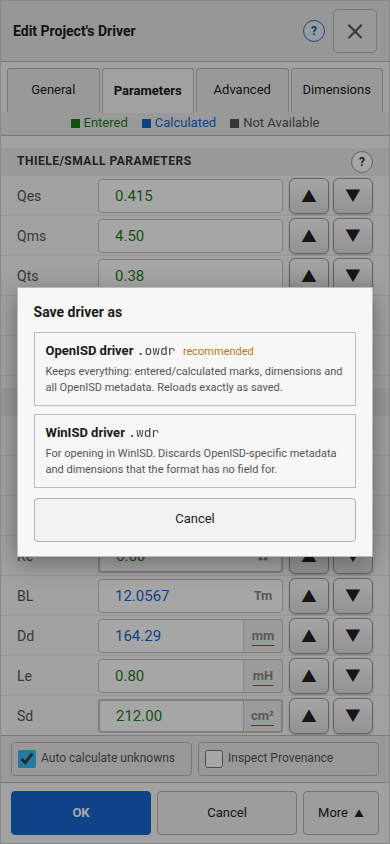 Edit Project's Driver
?
General
Parameters
Advanced
Dimensions
Entered
Calculated
Not Available
THIELE/SMALL PARAMETERS
?
Qes
0.415
Qms
4.50
Qts
0.38
Save driver as
OpenISD driver .owdr recommended
Keeps everything: entered/calculated marks, dimensions and
all OpenISD metadata. Reloads exactly as saved.
WinISD driver .wdr
For opening in WinISD. Discards OpenISD-specific metadata
and dimensions that the format has no field for.
Cancel
BL
12.0567
Tm
Dd
164.29
mm
Le
0.80
mH
Sd
212.00
cm²
Auto calculate unknowns
Inspect Provenance
OK
Cancel
More ▲